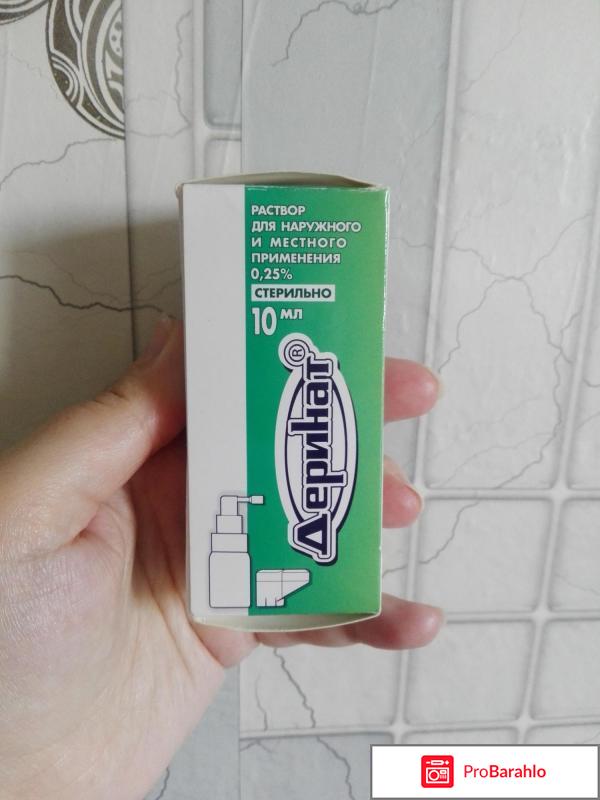 РАСТВОР
ДЛЯ НАРУЖНОГО
И МЕСТНОГО
ПРИМЕНЕНИЯ
0,25%
СТЕРИЛЬНО
10 МЛ
Деринат®
ProBarahlo